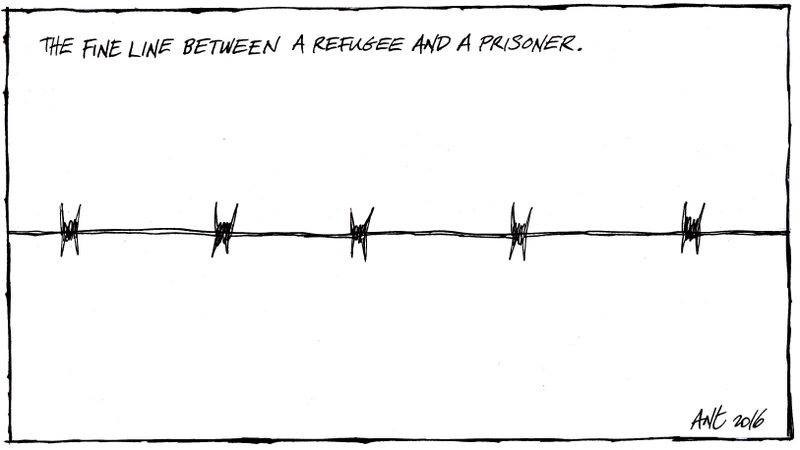 THE FINE LINE BETWEEN A REFUGEE AND A PRISONER.
ANT 2016